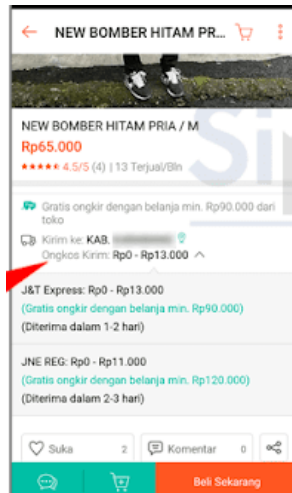 NEW BOMBER HITAM PR...
NEW BOMBER HITAM PRIA / M
Rp65.000
4.5/5 (4) | 13 Terjual/Bln
Gratis ongkir dengan belanja min. Rp90.000 dari
toko
Kirim ke: KAB.
Ongkos Kirim: Rp0 - Rp13.000
J&T Express: Rp0 - Rp13.000
(Gratis ongkir dengan belanja min. Rp90.000)
(Diterima dalam 1-2 hari)
JNE REG: Rp0 - Rp11.000
(Gratis ongkir dengan belanja min. Rp120.000)
(Diterima dalam 2-3 hari)
Suka 2 Komentar 0
Beli Sekarang